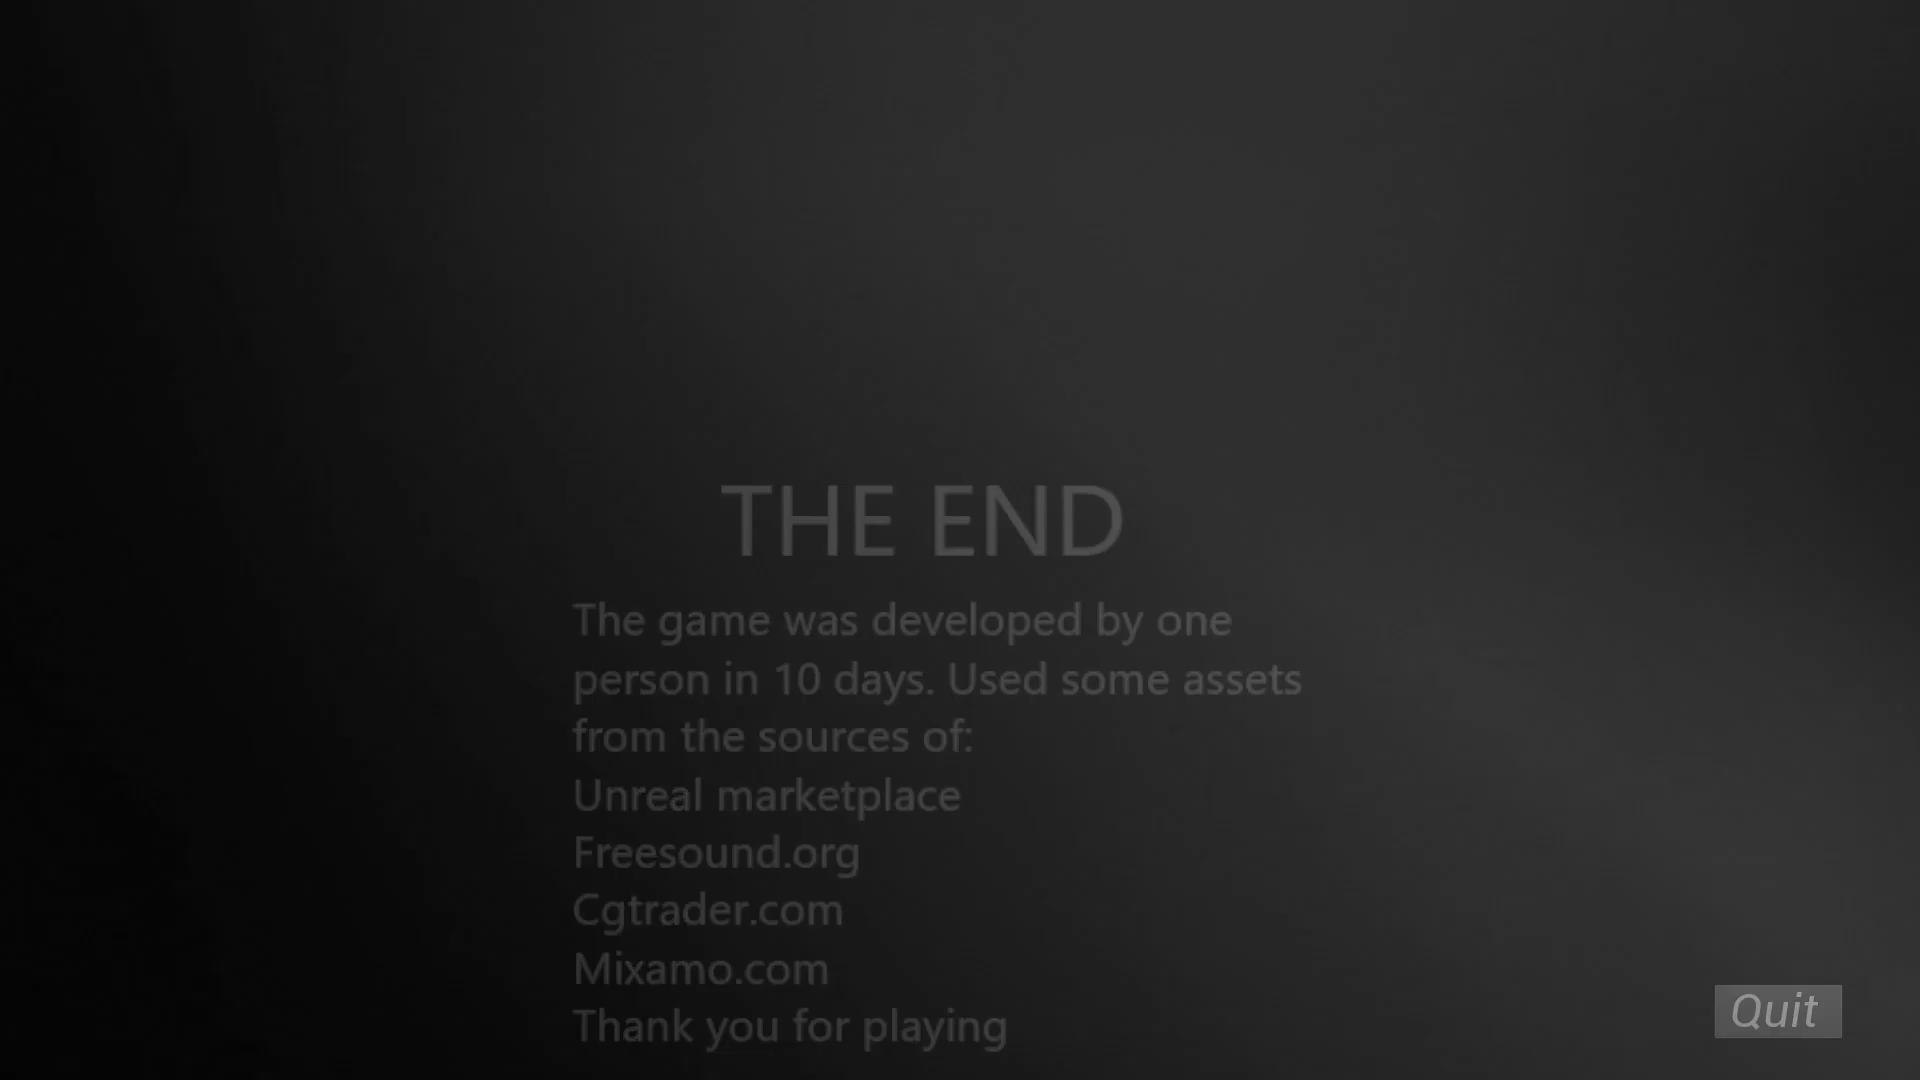 THE END
The game was developed by one
person in 10 days. Used some assets
from the sources of:
Unreal marketplace
Freesound.org
Cgtrader.com
Mixamo.com
Thank you for playing
Quit